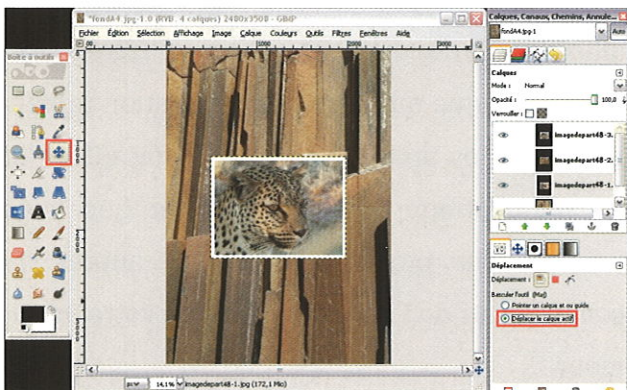 *fondA4.jpg-1.0 (RVB, 4 calques) 2480x3508 - GIMP
Fichier Édition Sélection Affichage Image Calque Couleurs Outils Filtres Fenêtres Aide
Boîte à outils
Calques, Canaux, Chemins, Annule...
fondA4.jpg-1
Auto
Calques
Mode : Normal
Opacité : 100,0
Verrouiller :
imagedepart48-3.
imagedepart48-2.
imagedepart48-1.
Déplacement
Déplacement :
Basculer l'outil (Maj)
Pointer un calque et ou guide
Déplacer le calque actif
14,1%
imagedepart48-1.jpg (172,1 Mio)